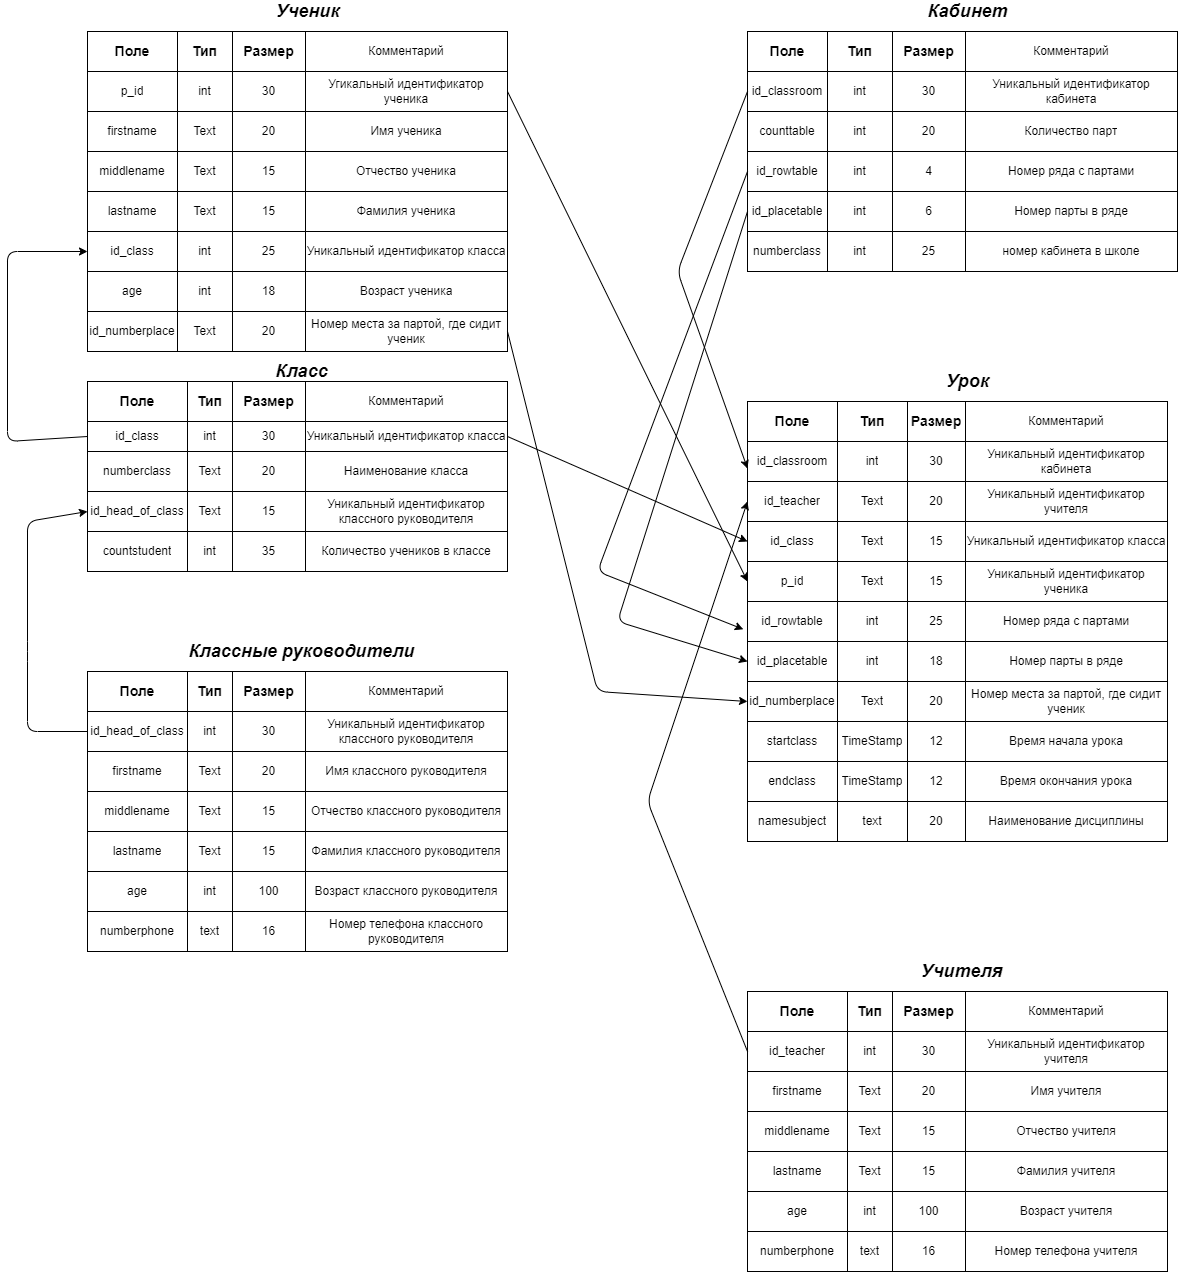 Ученик
Поле Тип Размер Комментарий
p_id int 30 Угикальный идентификатор
ученика
firstname Text 20 Имя ученика
middlename Text 15 Отчество ученика
lastname Text 15 Фамилия ученика
id_class int 25 Уникальный идентификатор класса
age int 18 Возраст ученика
id_numberplace Text 20 Номер места за партой, где сидит
ученик
Класс
Поле Тип Размер Комментарий
id_class int 30 Уникальный идентификатор класса
numberclass Text 20 Наименование класса
id_head_of_class Text 15 Уникальный идентификатор
классного руководителя
countstudent int 35 Количество учеников в классе
Классные руководители
Поле Тип Размер Комментарий
id_head_of_class int 30 Уникальный идентификатор
классного руководителя
firstname Text 20 Имя классного руководителя
middlename Text 15 Отчество классного руководителя
lastname Text 15 Фамилия классного руководителя
age int 100 Возраст классного руководителя
numberphone text 16 Номер телефона классного
руководителя
Кабинет
Поле Тип Размер Комментарий
id_classroom int 30 Уникальный идентификатор
кабинета
counttable int 20 Количество парт
id_rowtable int 4 Номер ряда с партами
id_placetable int 6 Номер парты в ряде
numberclass int 25 номер кабинета в школе
Урок
Поле Тип Размер Комментарий
id_classroom int 30 Уникальный идентификатор
кабинета
id_teacher Text 20 Уникальный идентификатор
учителя
id_class Text 15 Уникальный идентификатор класса
p_id Text 15 Уникальный идентификатор
ученика
id_rowtable int 25 Номер ряда с партами
id_placetable int 18 Номер парты в ряде
id_numberplace Text 20 Номер места за партой, где сидит
ученик
startclass TimeStamp 12 Время начала урока
endclass TimeStamp 12 Время окончания урока
namesubject text 20 Наименование дисциплины
Учителя
Поле Тип Размер Комментарий
id_teacher int 30 Уникальный идентификатор
учителя
firstname Text 20 Имя учителя
middlename Text 15 Отчество учителя
lastname Text 15 Фамилия учителя
age int 100 Возраст учителя
numberphone text 16 Номер телефона учителя